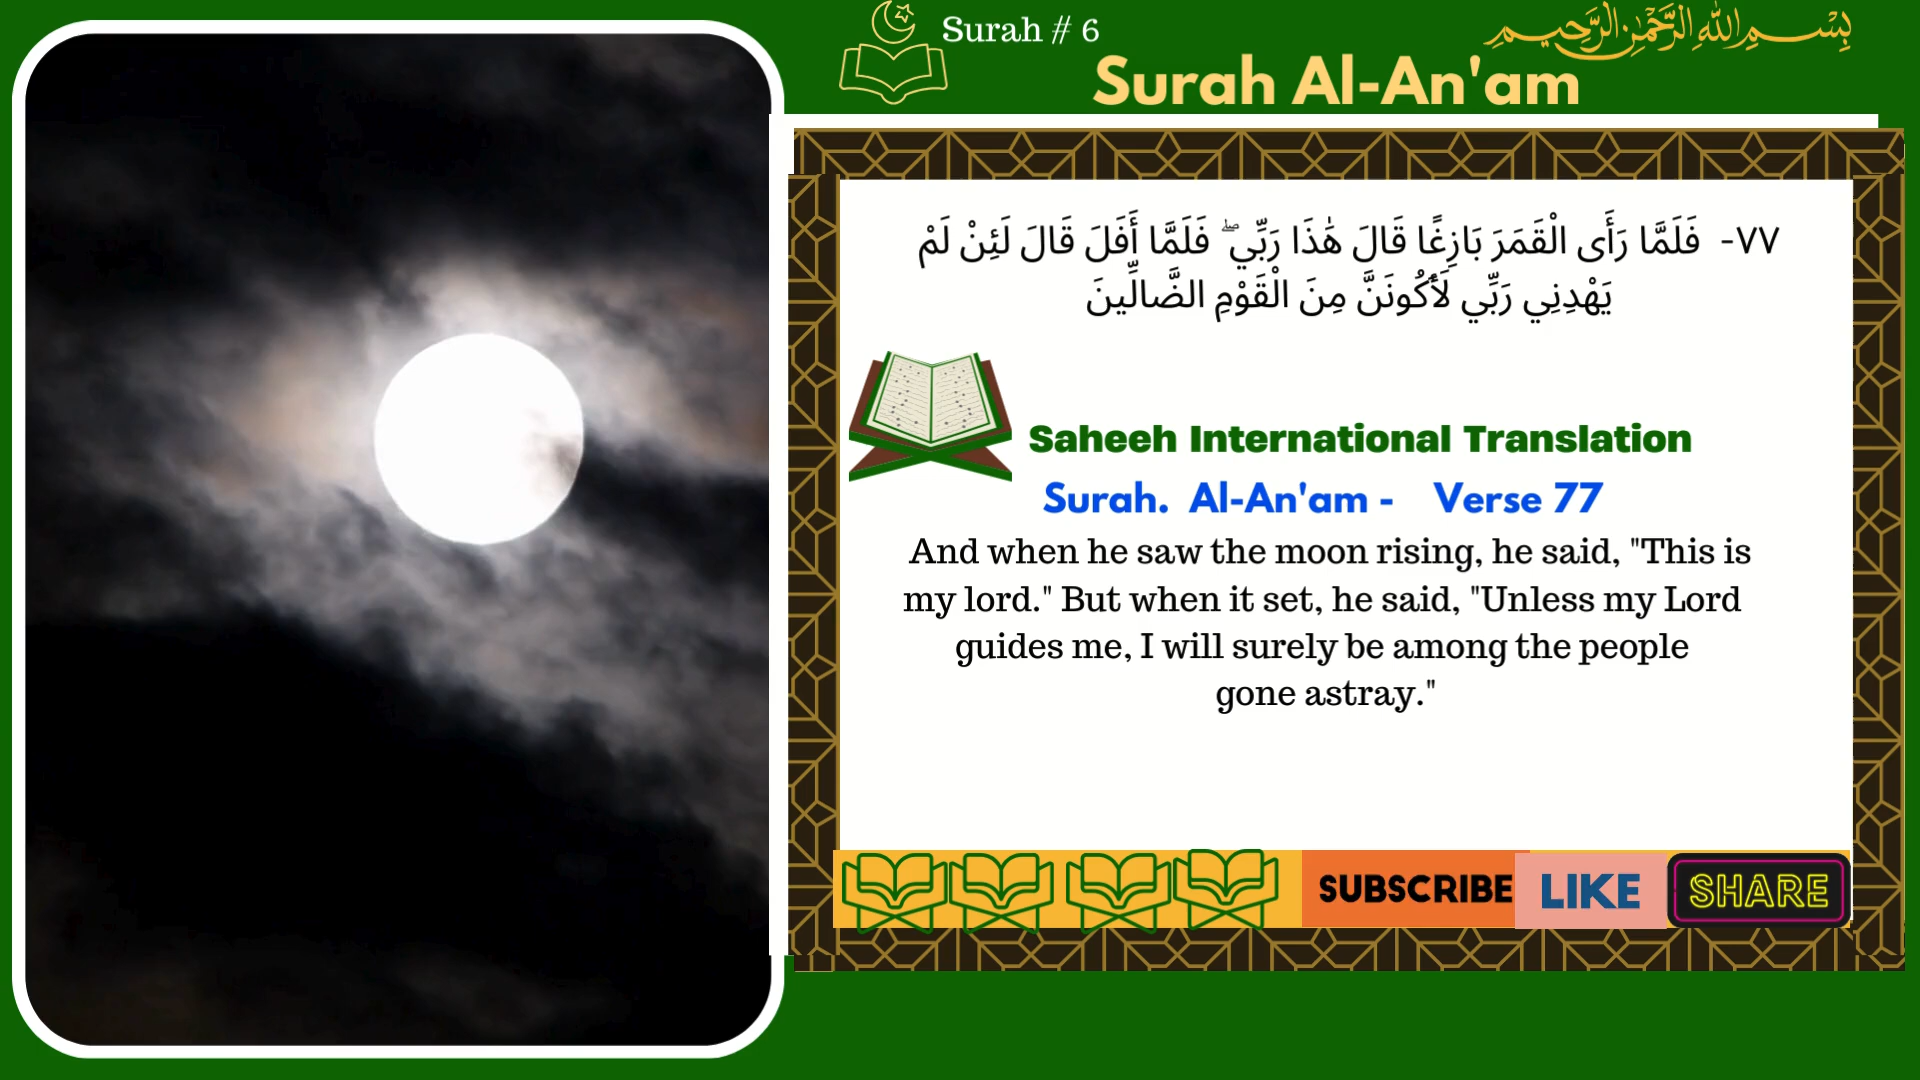 Surah # 6
بِسْمِ اللهِ الرَّحْمٰنِ الرَّحِيمِ
Surah Al-An'am
٧٧- فَلَمَّا رَأَى الْقَمَرَ بَازِغًا قَالَ هَٰذَا رَبِّي ۖ فَلَمَّا أَفَلَ قَالَ لَئِنْ لَمْ
يَهْدِنِي رَبِّي لَأَكُونَنَّ مِنَ الْقَوْمِ الضَّالِّينَ
Saheeh International Translation
Surah. Al-An'am - Verse 77
And when he saw the moon rising, he said, "This is
my lord." But when it set, he said, "Unless my Lord
guides me, I will surely be among the people
gone astray."
SUBSCRIBE LIKE SHARE